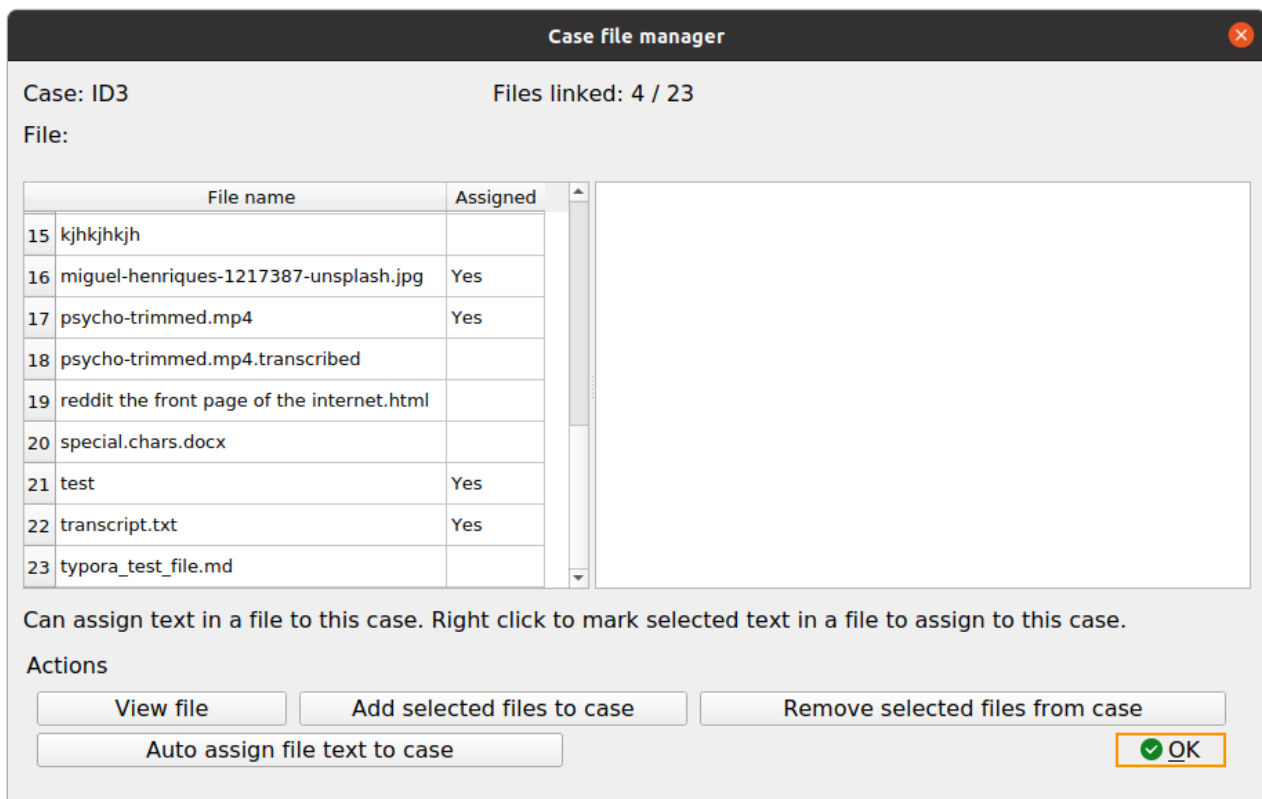 Case file manager
Case: ID3 Files linked: 4 / 23
File:
File name Assigned
15 kjhkjhkjh
16 miguel-henriques-1217387-unsplash.jpg Yes
17 psycho-trimmed.mp4 Yes
18 psycho-trimmed.mp4.transcribed
19 reddit the front page of the internet.html
20 special.chars.docx
21 test Yes
22 transcript.txt Yes
23 typora_test_file.md
Can assign text in a file to this case. Right click to mark selected text in a file to assign to this case.
Actions
View file Add selected files to case Remove selected files from case
Auto assign file text to case OK